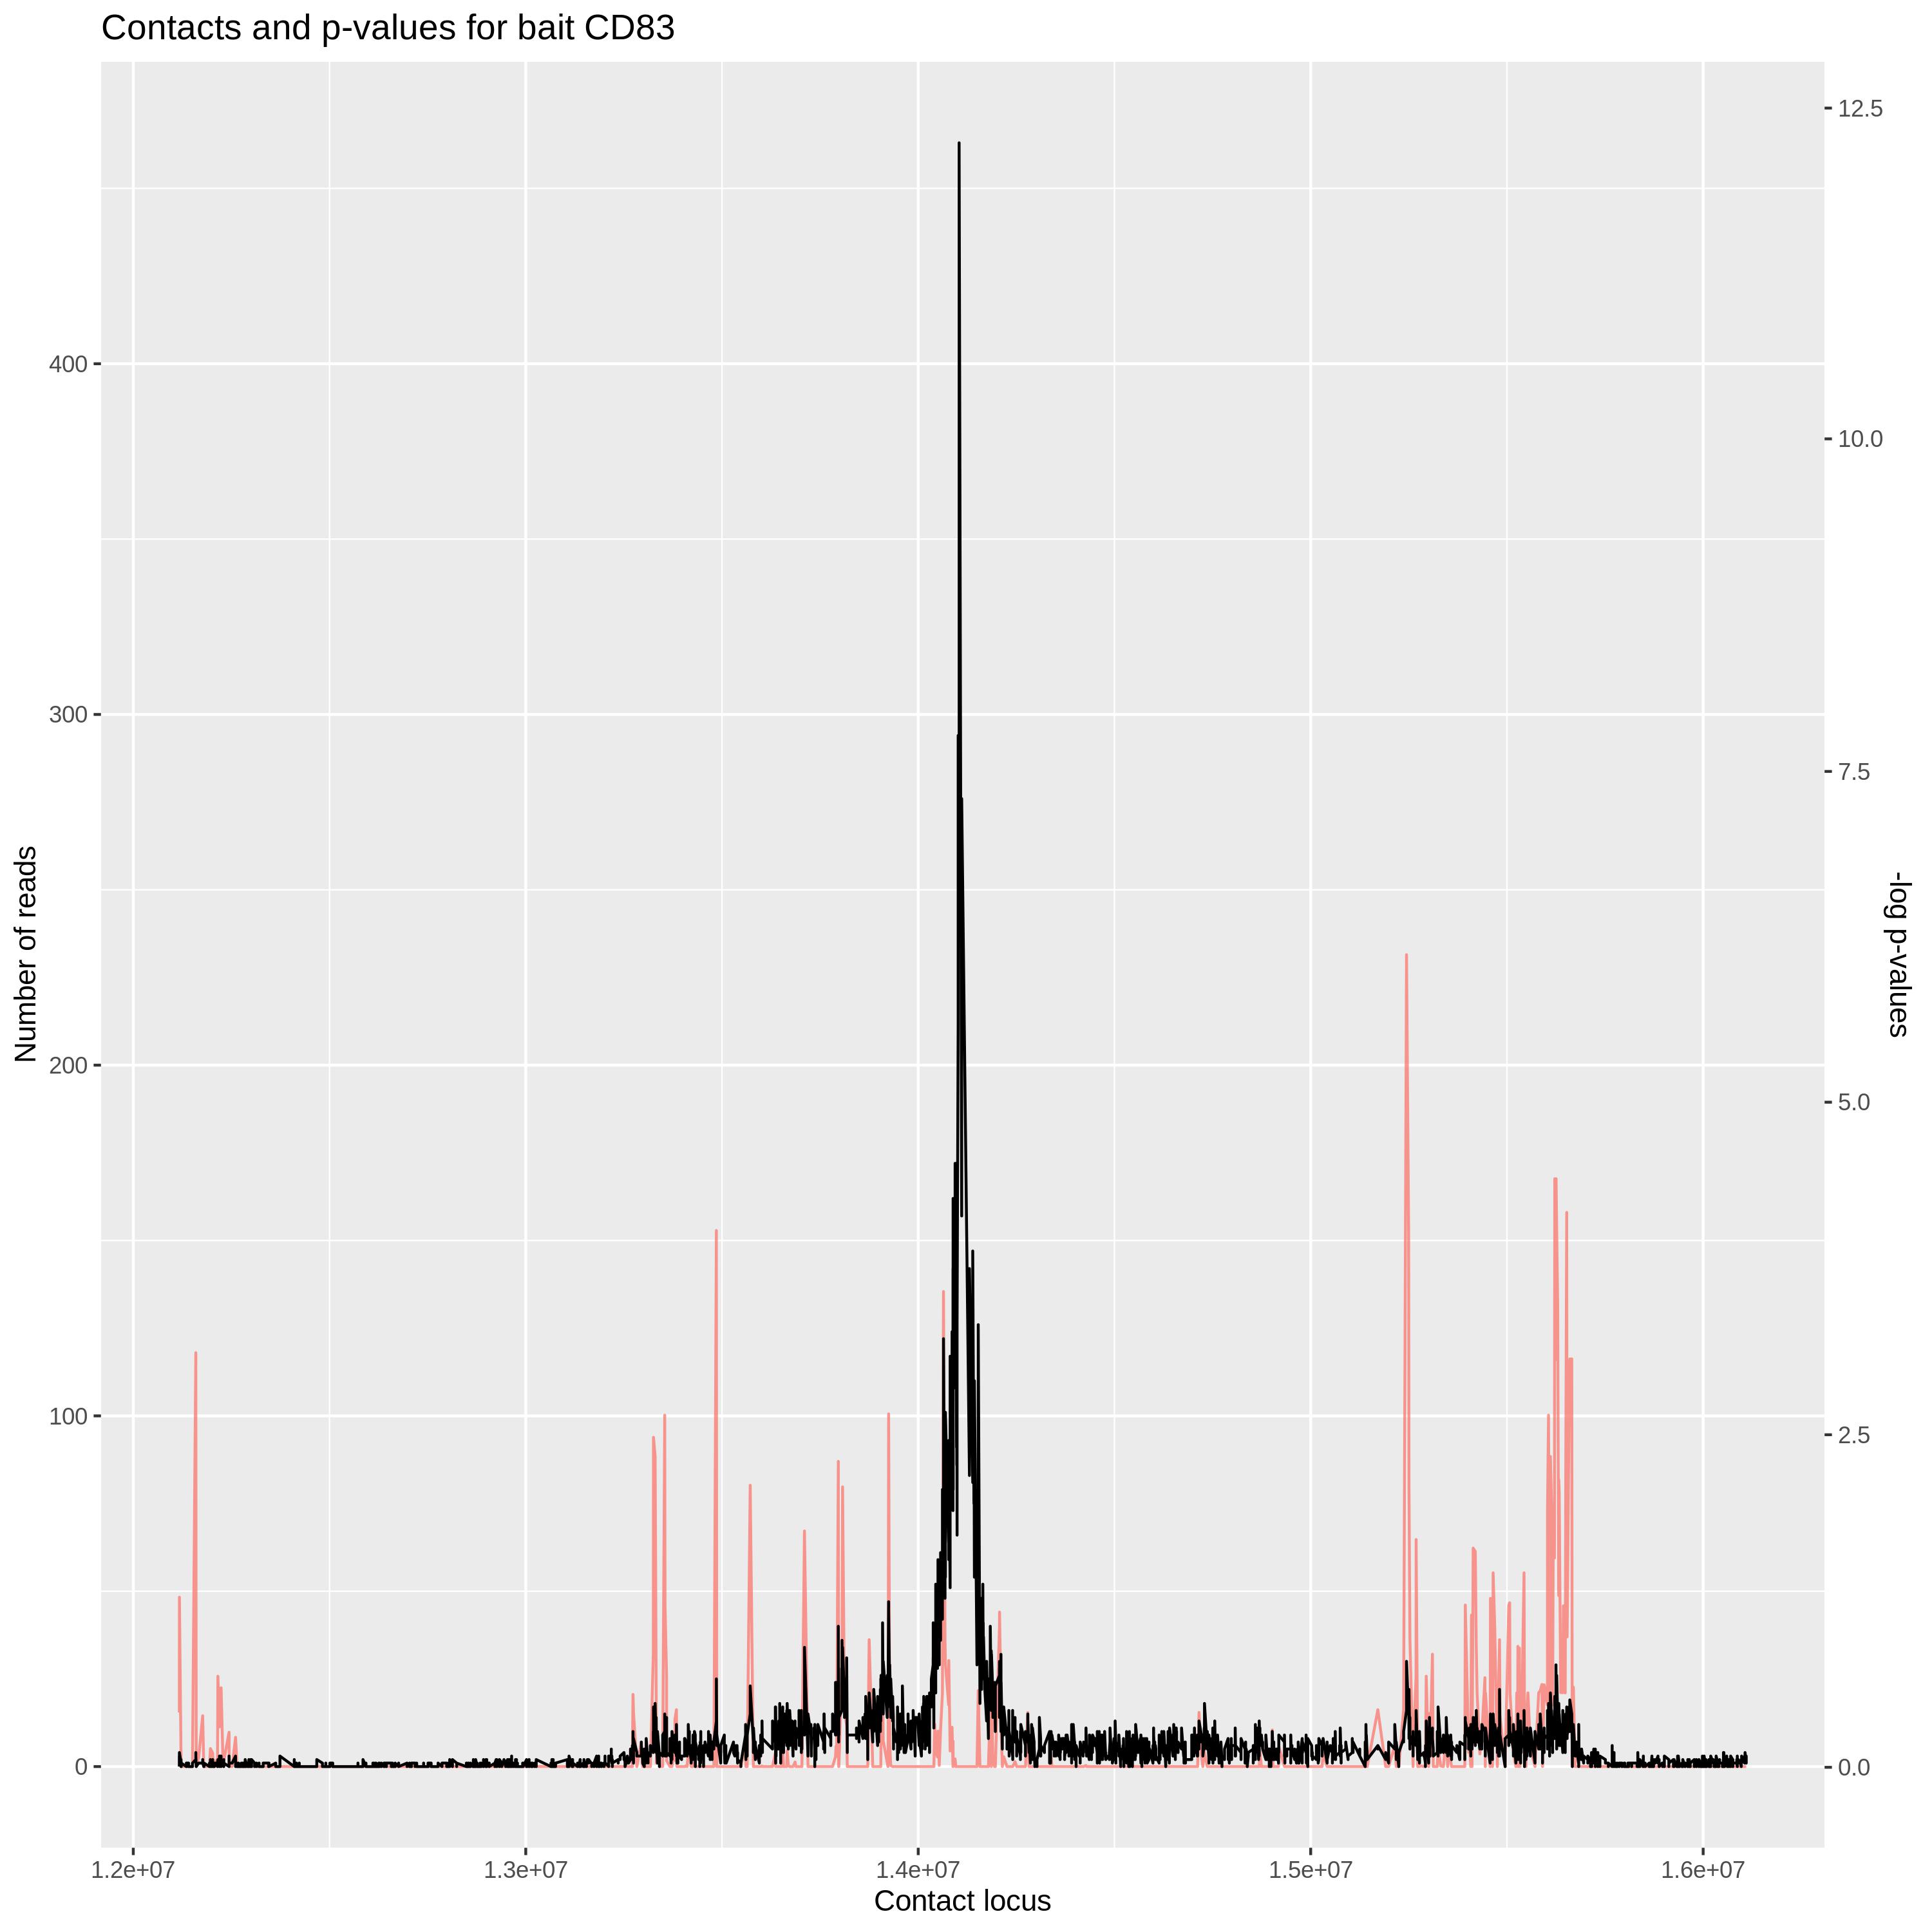 Contacts and p-values for bait CD83
Number of reads
400
300
200
100
0
12.5
10.0
7.5
5.0
2.5
0.0
-log p-values
1.2e+07 1.3e+07 1.4e+07 1.5e+07 1.6e+07
Contact locus